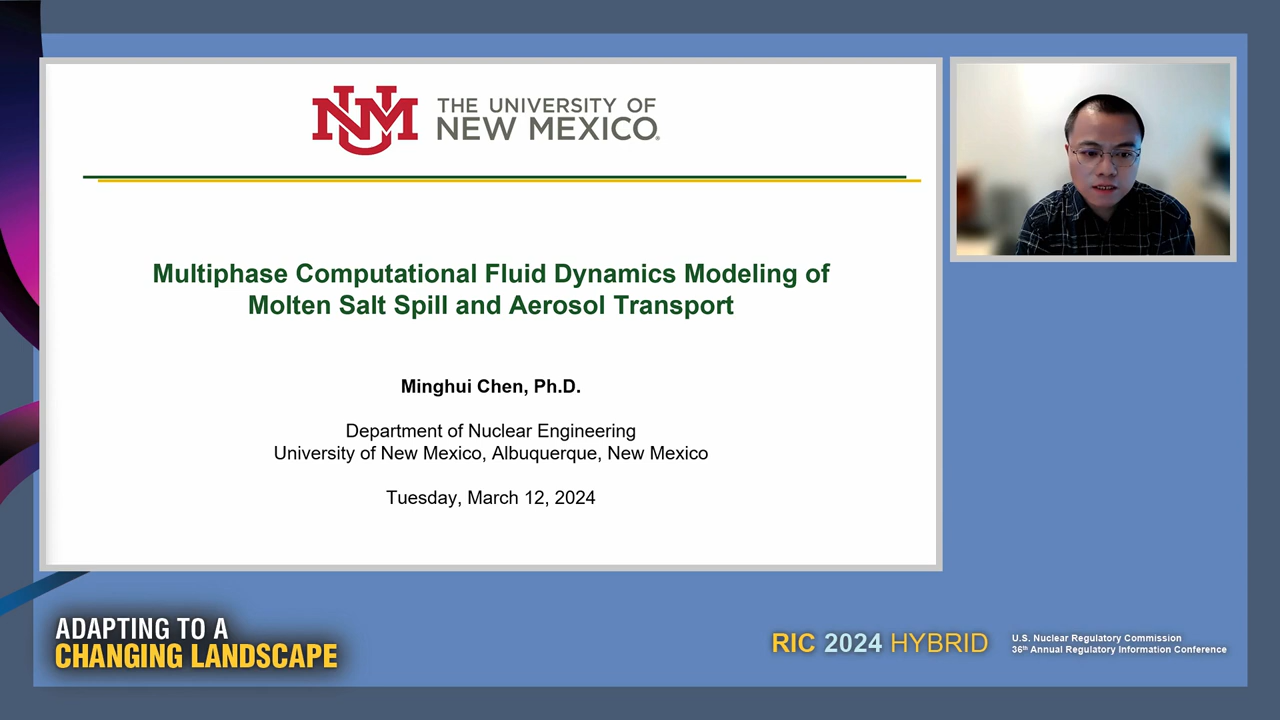 UNM
THE UNIVERSITY OF
NEW MEXICO®
Multiphase Computational Fluid Dynamics Modeling of
Molten Salt Spill and Aerosol Transport
Minghui Chen, Ph.D.
Department of Nuclear Engineering
University of New Mexico, Albuquerque, New Mexico
Tuesday, March 12, 2024
ADAPTING TO A
CHANGING LANDSCAPE
RIC 2024 HYBRID
U.S. Nuclear Regulatory Commission
36th Annual Regulatory Information Conference